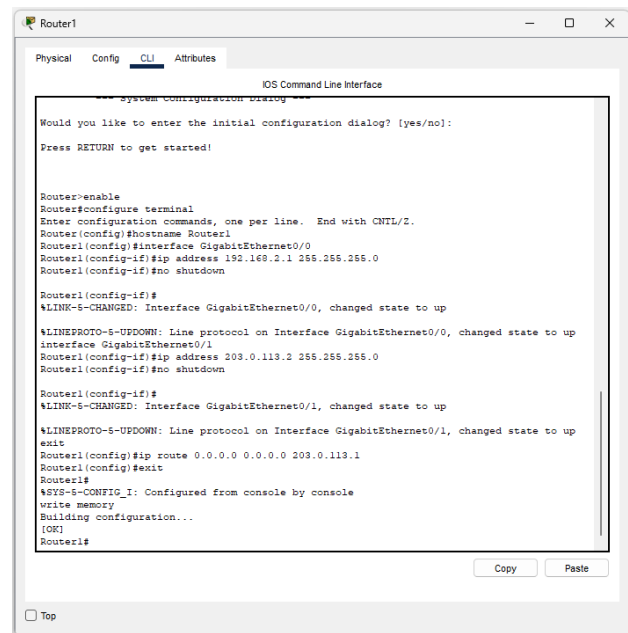 Router1
Physical Config CLI Attributes
IOS Command Line Interface
--- System Configuration Dialog ---
Would you like to enter the initial configuration dialog? [yes/no]:
Press RETURN to get started!
Router>enable
Router#configure terminal
Enter configuration commands, one per line.  End with CNTL/Z.
Router(config)#hostname Router1
Router1(config)#interface GigabitEthernet0/0
Router1(config-if)#ip address 192.168.2.1 255.255.255.0
Router1(config-if)#no shutdown
Router1(config-if)#
%LINK-5-CHANGED: Interface GigabitEthernet0/0, changed state to up
%LINEPROTO-5-UPDOWN: Line protocol on Interface GigabitEthernet0/0, changed state to up
interface GigabitEthernet0/1
Router1(config-if)#ip address 203.0.113.2 255.255.255.0
Router1(config-if)#no shutdown
Router1(config-if)#
%LINK-5-CHANGED: Interface GigabitEthernet0/1, changed state to up
%LINEPROTO-5-UPDOWN: Line protocol on Interface GigabitEthernet0/1, changed state to up
exit
Router1(config)#ip route 0.0.0.0 0.0.0.0 203.0.113.1
Router1(config)#exit
Router1#
%SYS-5-CONFIG_I: Configured from console by console
write memory
Building configuration...
[OK]
Router1#
Copy Paste
Top